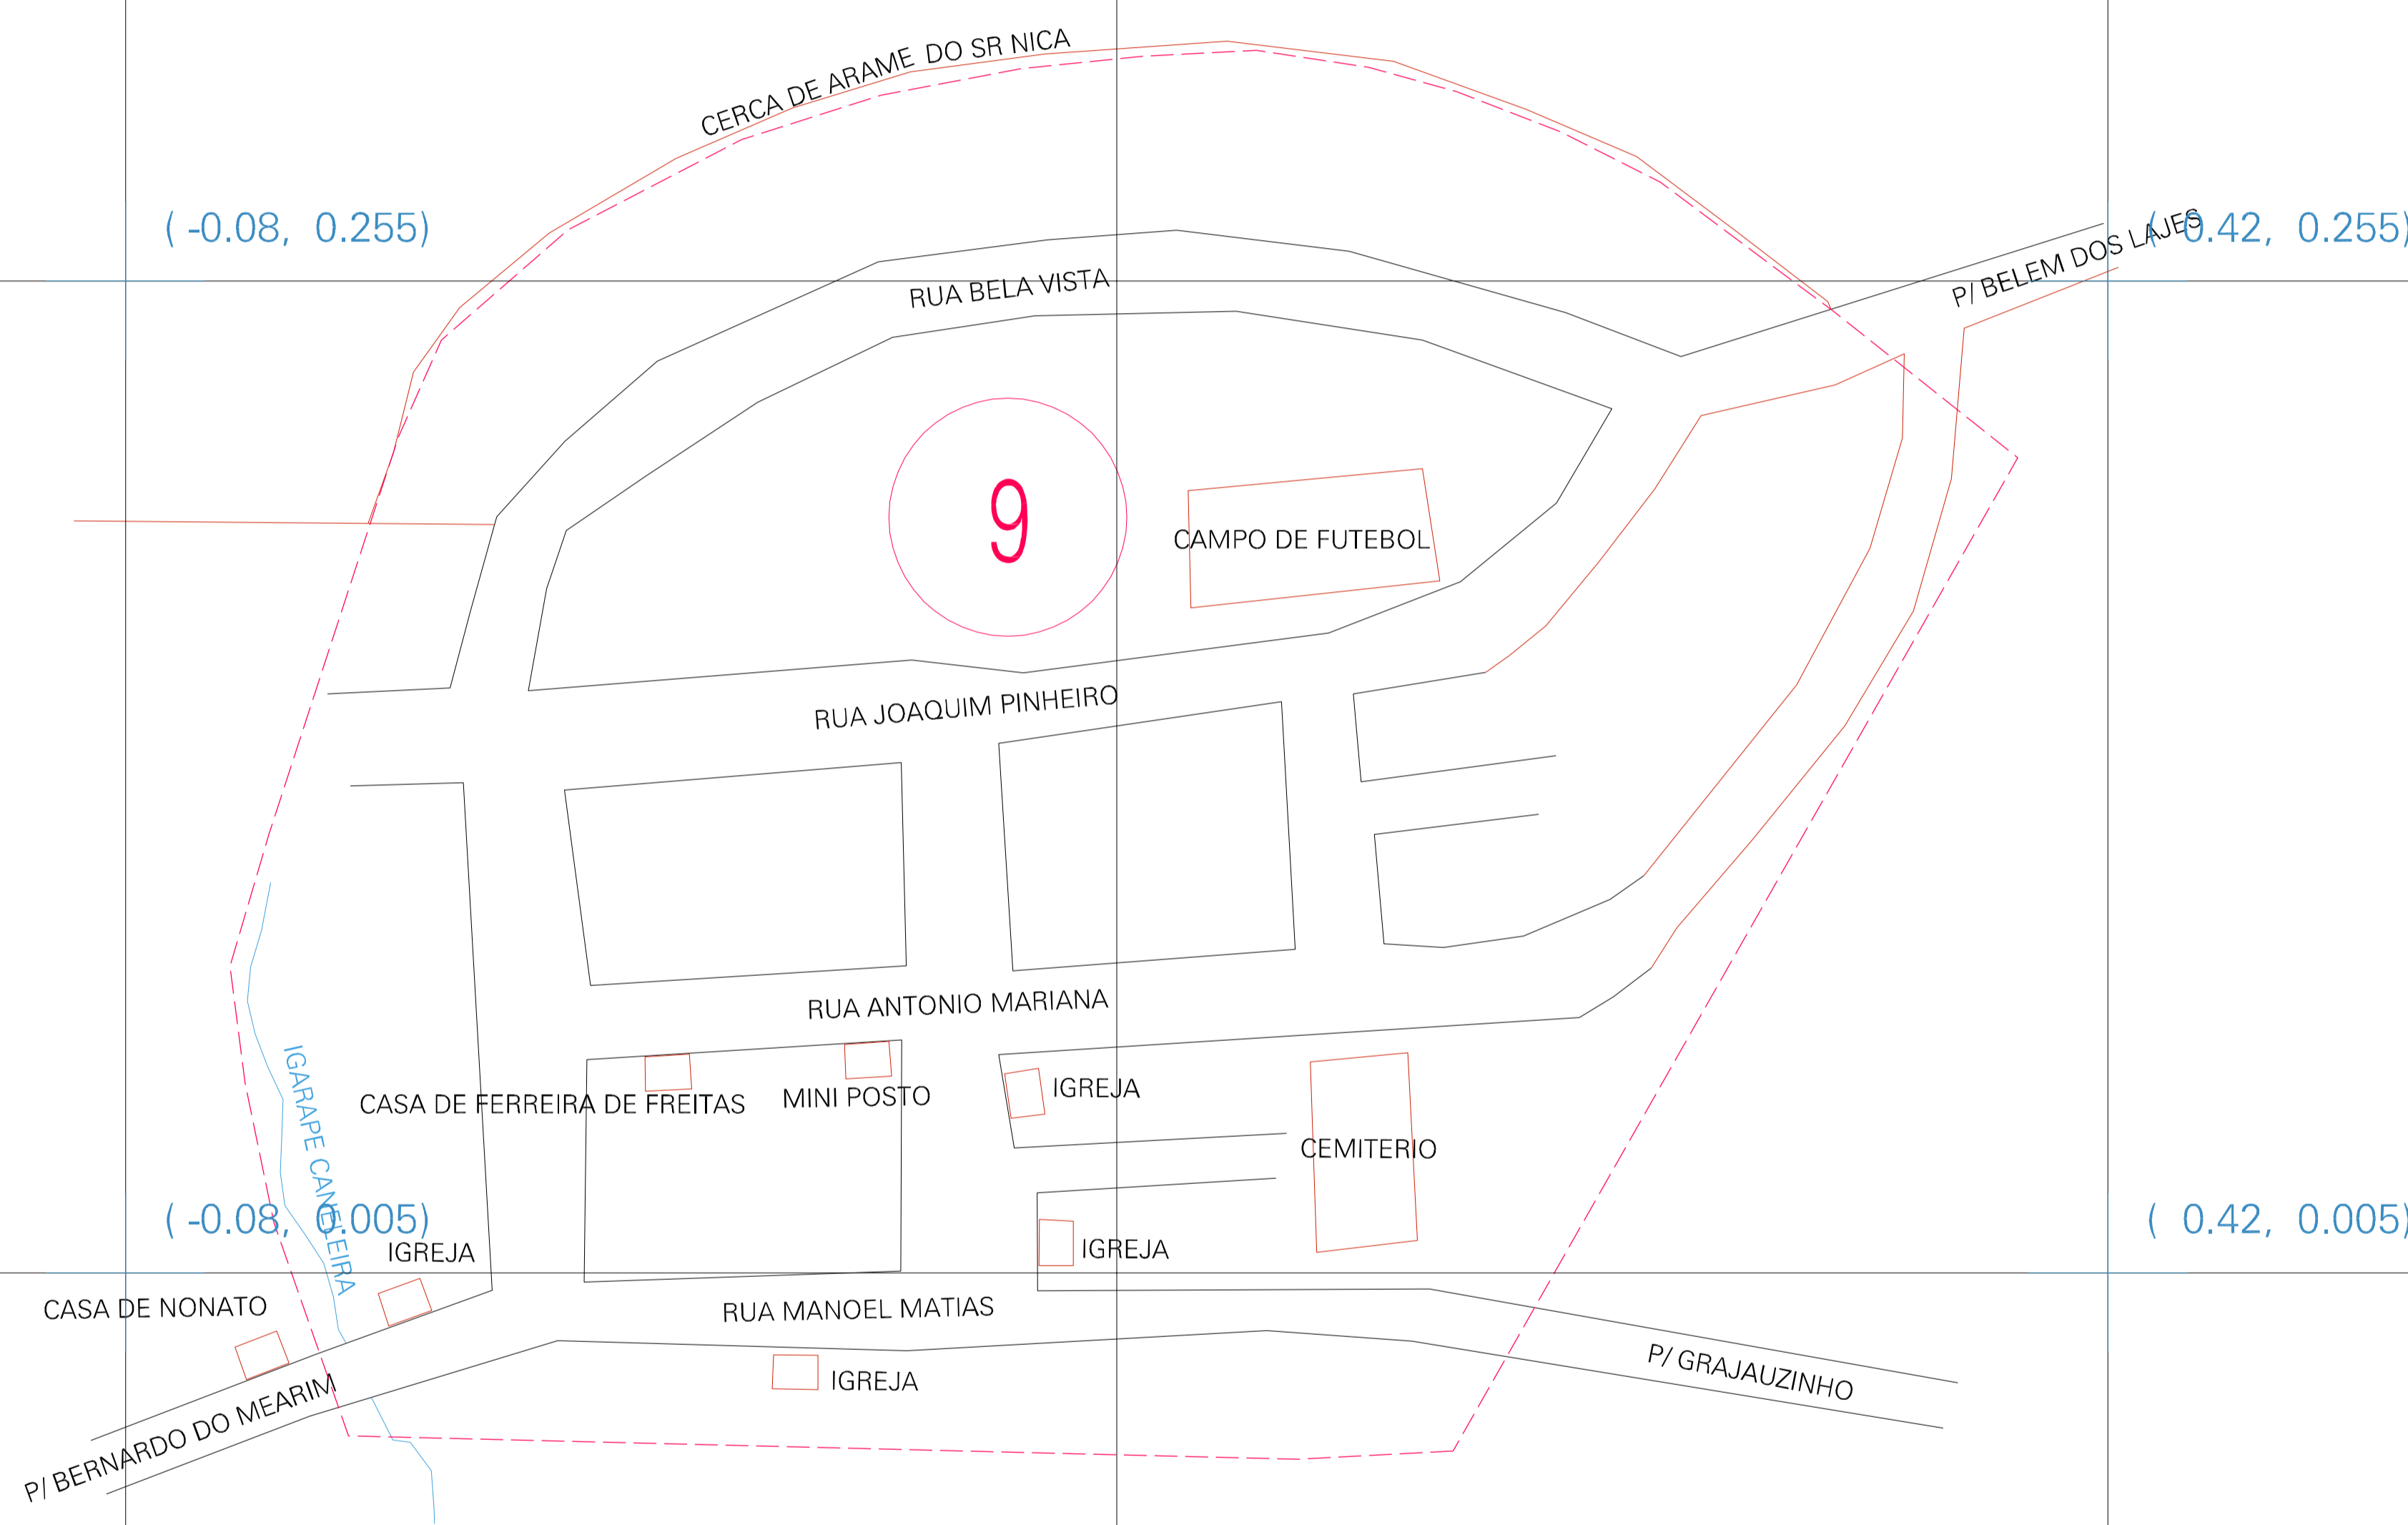 CERCA DE ARAME DO SR NICA
( -0.08, 0.255)
( 0.42, 0.255)
P/ BELEM DOS LAJES
RUA BELA VISTA
9
CAMPO DE FUTEBOL
RUA JOAQUIM PINHEIRO
RUA ANTONIO MARIANA
CASA DE FERREIRA DE FREITAS
MINI POSTO
IGREJA
CEMITERIO
IGARAPE CANELEIRA
( -0.08, 0.005)
( 0.42, 0.005)
IGREJA
IGREJA
CASA DE NONATO
RUA MANOEL MATIAS
IGREJA
P/ GRAJAUZINHO
P/ BERNARDO DO MEARIM